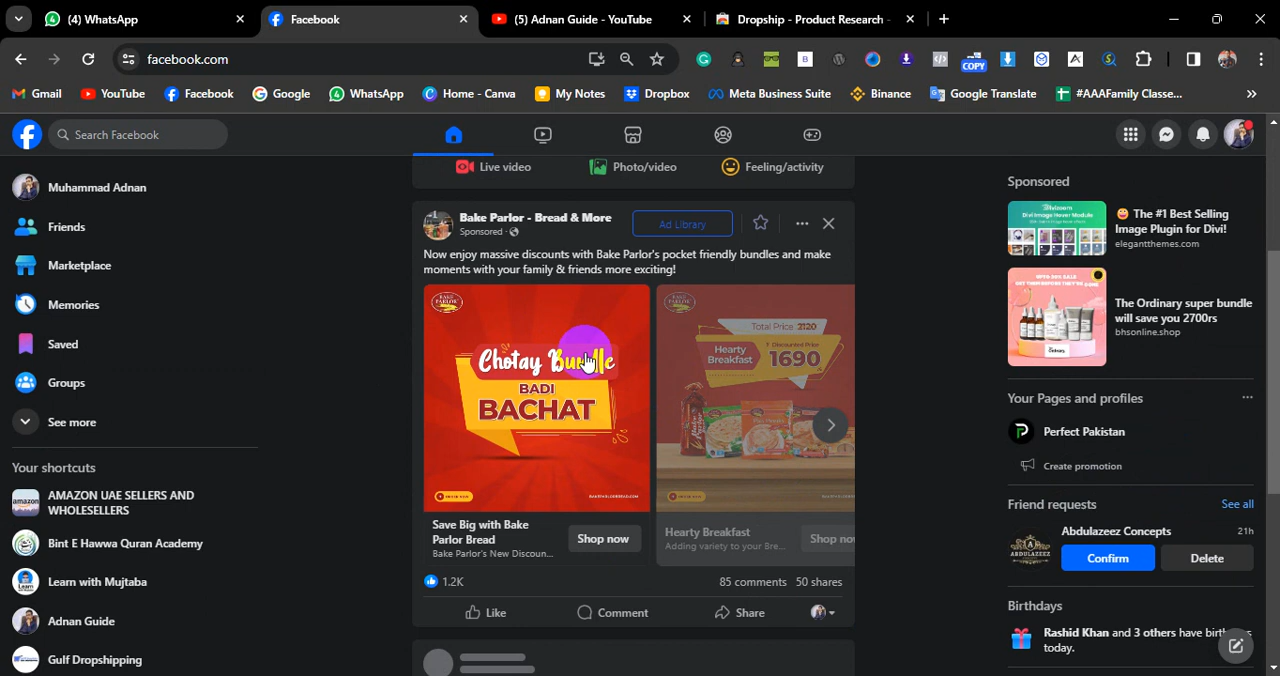 (4) WhatsApp
Facebook
(5) Adnan Guide - YouTube
Dropship - Product Research -
facebook.com
COPY
Gmail
YouTube
Facebook
Google
WhatsApp
Home - Canva
My Notes
Dropbox
Meta Business Suite
Binance
Google Translate
#AAAFamily Classe...
Search Facebook
Live video
Photo/video
Feeling/activity
Muhammad Adnan
Friends
Marketplace
Memories
Saved
Groups
See more
Your shortcuts
AMAZON UAE SELLERS AND
WHOLESELLERS
Bint E Hawwa Quran Academy
Learn with Mujtaba
Adnan Guide
Gulf Dropshipping
Bake Parlor - Bread & More
Sponsored ·
Ad Library
Now enjoy massive discounts with Bake Parlor's pocket friendly bundles and make
moments with your family & friends more exciting!
BAKE
PARLOR
Chotay Bundle
BADI
BACHAT
Total Price 2120
Hearty
Breakfast
Discounted Price
1690
Save Big with Bake
Parlor Bread
Bake Parlor's New Discoun...
Shop now
Hearty Breakfast
Adding variety to your Bre...
Shop nov
1.2K
85 comments 50 shares
Like
Comment
Share
Sponsored
The #1 Best Selling
Image Plugin for Divi!
elegantthemes.com
The Ordinary super bundle
will save you 2700rs
bhsonline.shop
Your Pages and profiles
Perfect Pakistan
Create promotion
Friend requests
See all
Abdulazeez Concepts
21h
Confirm
Delete
Birthdays
Rashid Khan and 3 others have birt
today.